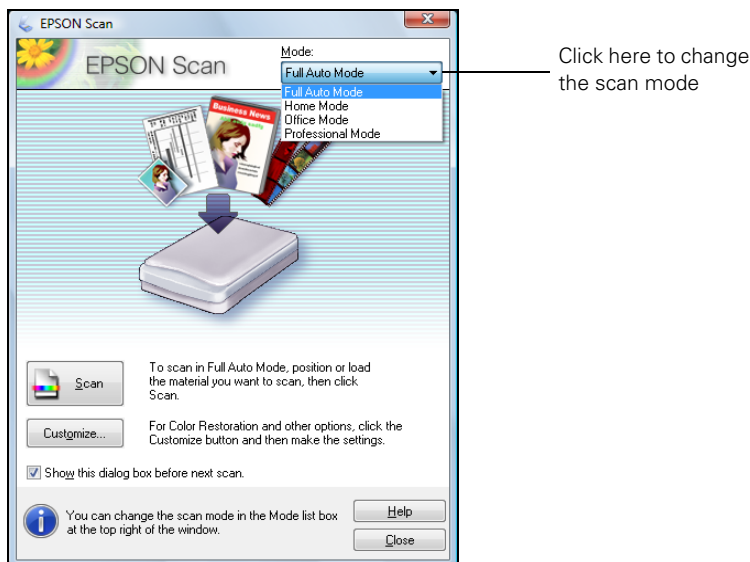 EPSON Scan
EPSON Scan
Mode:
Full Auto Mode
Full Auto Mode
Home Mode
Office Mode
Professional Mode
Click here to change
the scan mode
Business News
Scan
To scan in Full Auto Mode, position or load
the material you want to scan, then click
Scan.
Customize...
For Color Restoration and other options, click the
Customize button and then make the settings.
Show this dialog box before next scan.
You can change the scan mode in the Mode list box
at the top right of the window.
Help
Close